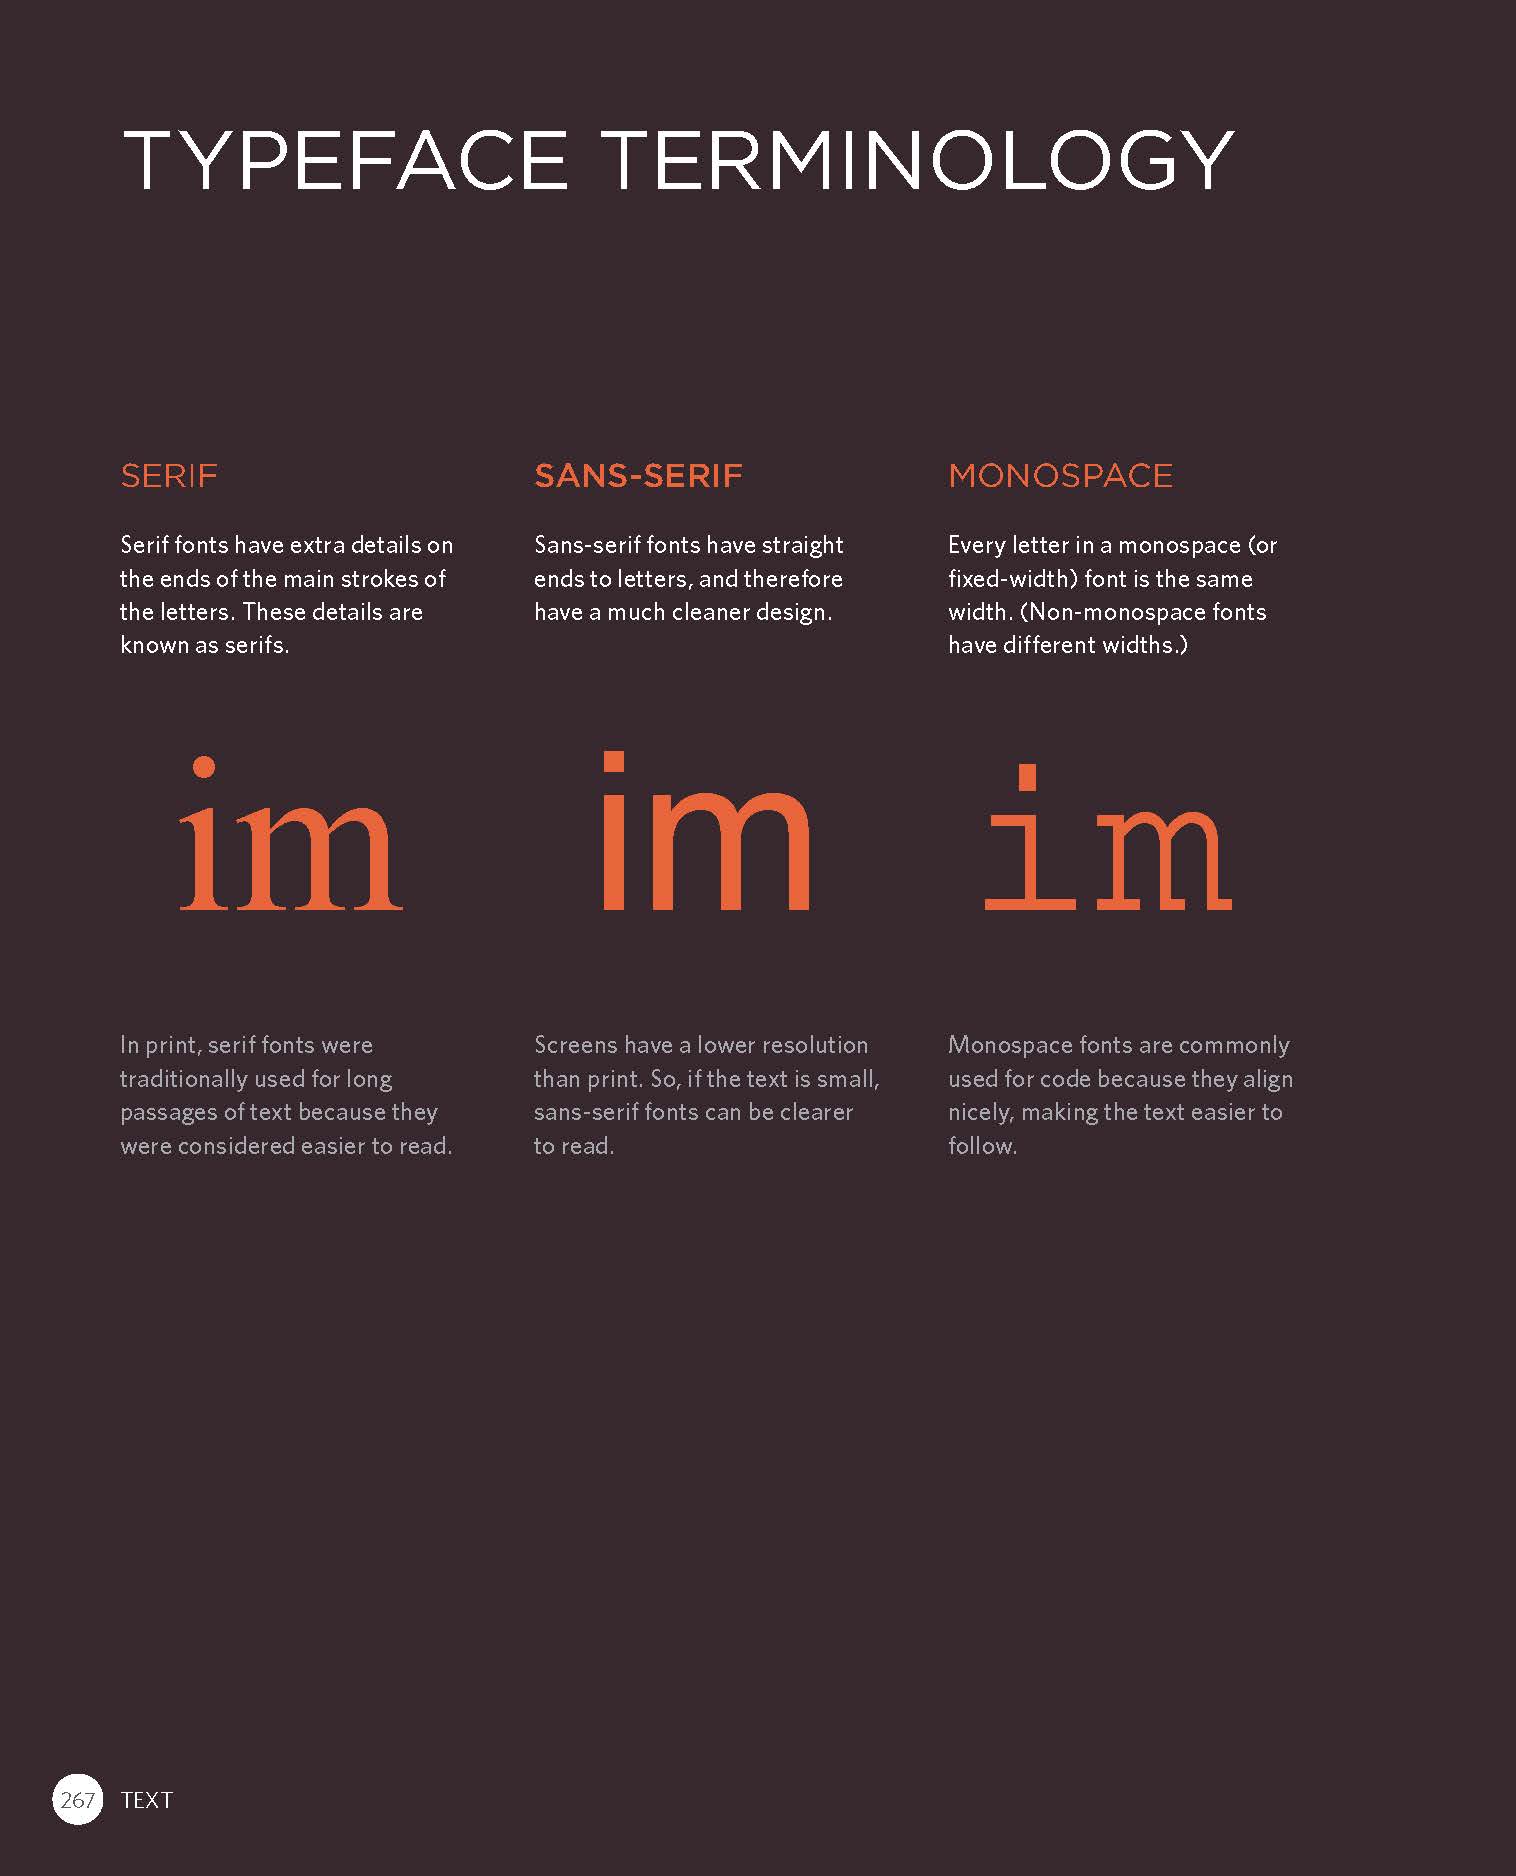 TYPEFACE TERMINOLOGY
SERIF
Serif fonts have extra details on
the ends of the main strokes of
the letters. These details are
known as serifs.
im
In print, serif fonts were
traditionally used for long
passages of text because they
were considered easier to read.
SANS-SERIF
Sans-serif fonts have straight
ends to letters, and therefore
have a much cleaner design.
im
Screens have a lower resolution
than print. So, if the text is small,
sans-serif fonts can be clearer
to read.
MONOSPACE
Every letter in a monospace (or
fixed-width) font is the same
width. (Non-monospace fonts
have different widths.)
im
Monospace fonts are commonly
used for code because they align
nicely, making the text easier to
follow.
267 TEXT